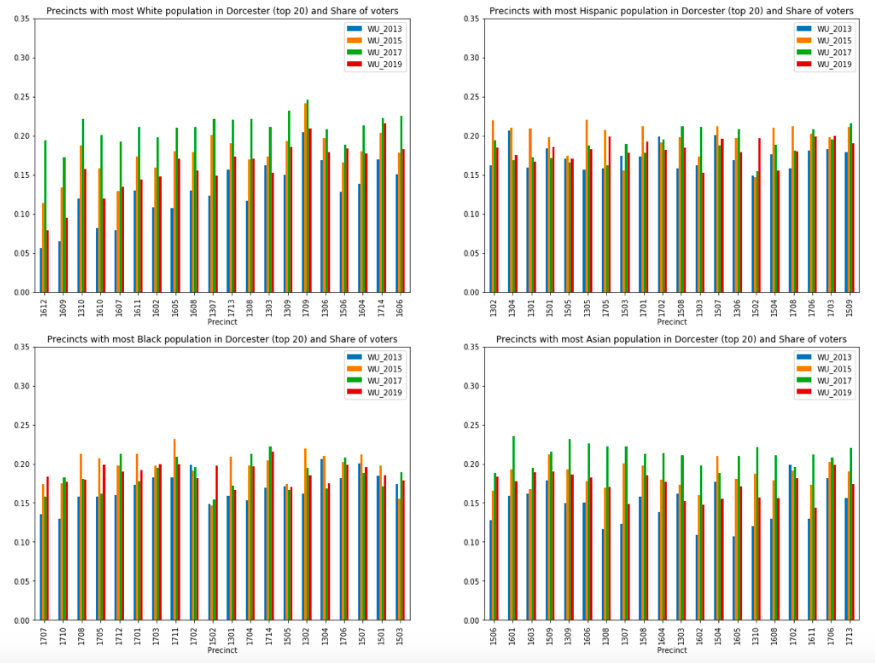 Precincts with most White population in Dorcester (top 20) and Share of voters
0.35
0.30
0.25
0.20
0.15
0.10
0.05
0.00
WU_2013
WU_2015
WU_2017
WU_2019
1612 1609 1310 1610 1607 1611 1602 1605 1608 1307 1713 1308 1303 1309 1709 1306 1506 1604 1714 1606
Precinct
Precincts with most Hispanic population in Dorcester (top 20) and Share of voters
0.35
0.30
0.25
0.20
0.15
0.10
0.05
0.00
WU_2013
WU_2015
WU_2017
WU_2019
1302 1304 1301 1501 1505 1305 1705 1503 1701 1702 1508 1303 1507 1306 1502 1504 1708 1706 1703 1509
Precinct
Precincts with most Black population in Dorcester (top 20) and Share of voters
0.35
0.30
0.25
0.20
0.15
0.10
0.05
0.00
WU_2013
WU_2015
WU_2017
WU_2019
1707 1710 1708 1705 1712 1701 1703 1711 1702 1502 1301 1704 1714 1505 1302 1304 1706 1507 1501 1503
Precinct
Precincts with most Asian population in Dorcester (top 20) and Share of voters
0.35
0.30
0.25
0.20
0.15
0.10
0.05
0.00
WU_2013
WU_2015
WU_2017
WU_2019
1506 1601 1603 1509 1309 1606 1308 1307 1508 1604 1303 1602 1504 1605 1310 1608 1702 1611 1706 1713
Precinct